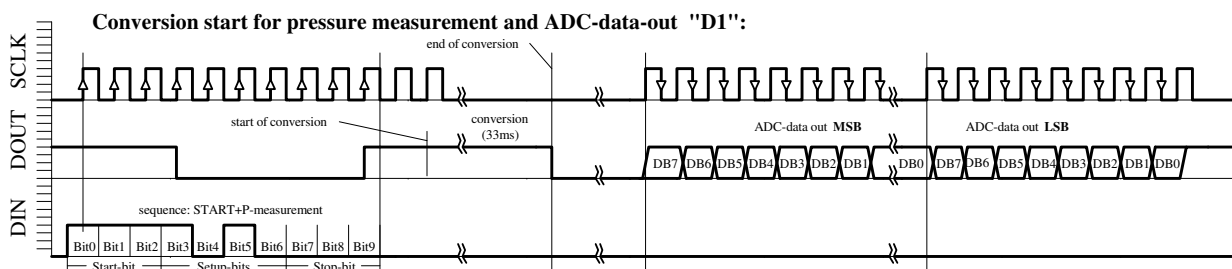 Conversion start for pressure measurement and ADC-data-out "D1":
end of conversion
SCLK
start of conversion
conversion
(33ms)
ADC-data out MSB
ADC-data out LSB
DOUT
DB7 DB6 DB5 DB4 DB3 DB2 DB1 DB0 DB7 DB6 DB5 DB4 DB3 DB2 DB1 DB0
sequence: START+P-measurement
DIN
Bit0 Bit1 Bit2 Bit3 Bit4 Bit5 Bit6 Bit7 Bit8 Bit9
Start-bit Setup-bits Stop-bit